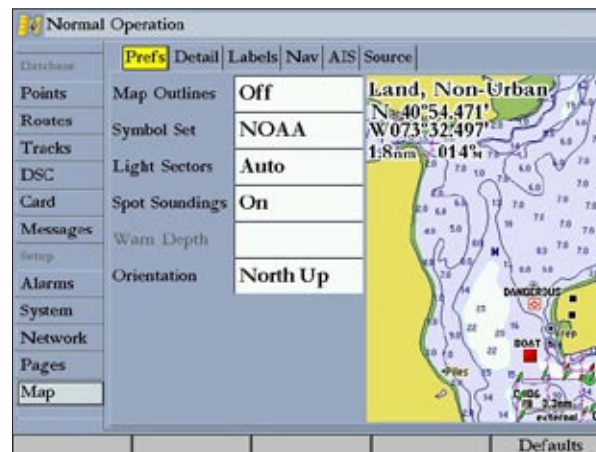 Normal Operation
Database
Points
Routes
Tracks
DSC
Card
Messages
Setup
Alarms
System
Network
Pages
Map
Prefs Detail Labels Nav AIS Source
Map Outlines Off
Symbol Set NOAA
Light Sectors Auto
Spot Soundings On
Warn Depth
Orientation North Up
Land, Non-Urban
N 40°54.471'
W073°32.497'
1.8nm 014°M
DANGEROUS
BOAT
Piles
external
Defaults